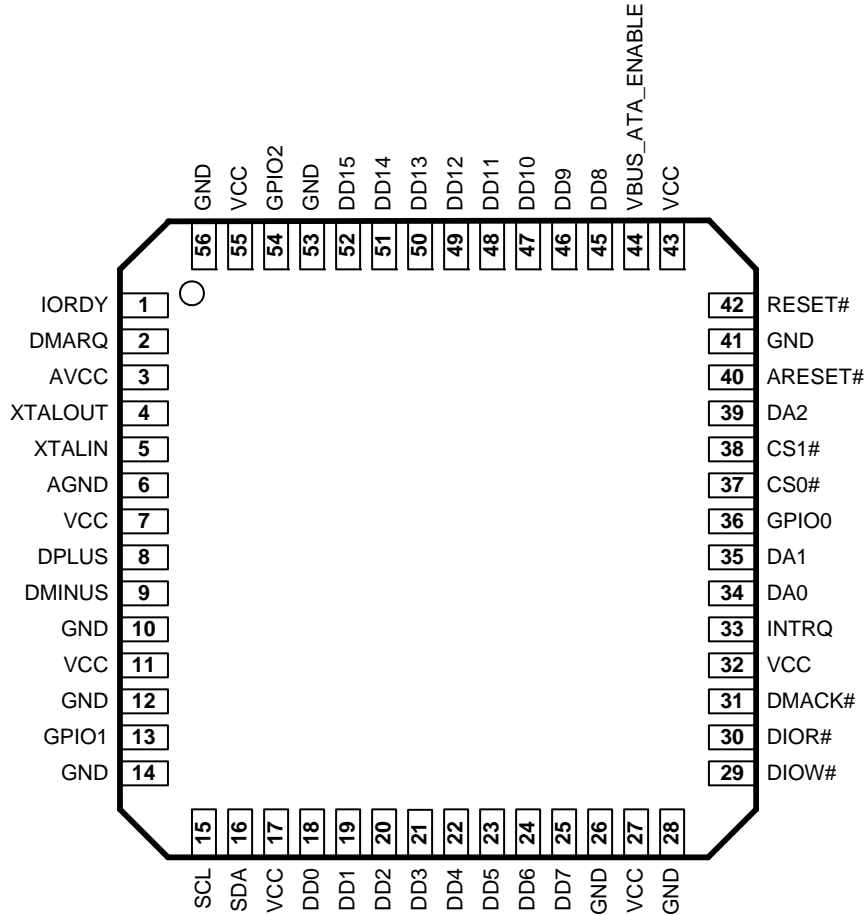 VBUS_ATA_ENABLE
GND VCC GPIO2 GND DD15 DD14 DD13 DD12 DD11 DD10 DD9 DD8 VCC
56 55 54 53 52 51 50 49 48 47 46 45 44 43
IORDY 1
DMARQ 2
AVCC 3
XTALOUT 4
XTALIN 5
AGND 6
VCC 7
DPLUS 8
DMINUS 9
GND 10
VCC 11
GND 12
GPIO1 13
GND 14
42 RESET#
41 GND
40 ARESET#
39 DA2
38 CS1#
37 CS0#
36 GPIO0
35 DA1
34 DA0
33 INTRQ
32 VCC
31 DMACK#
30 DIOR#
29 DIOW#
15 16 17 18 19 20 21 22 23 24 25 26 27 28
SCL SDA VCC DD0 DD1 DD2 DD3 DD4 DD5 DD6 DD7 GND VCC GND